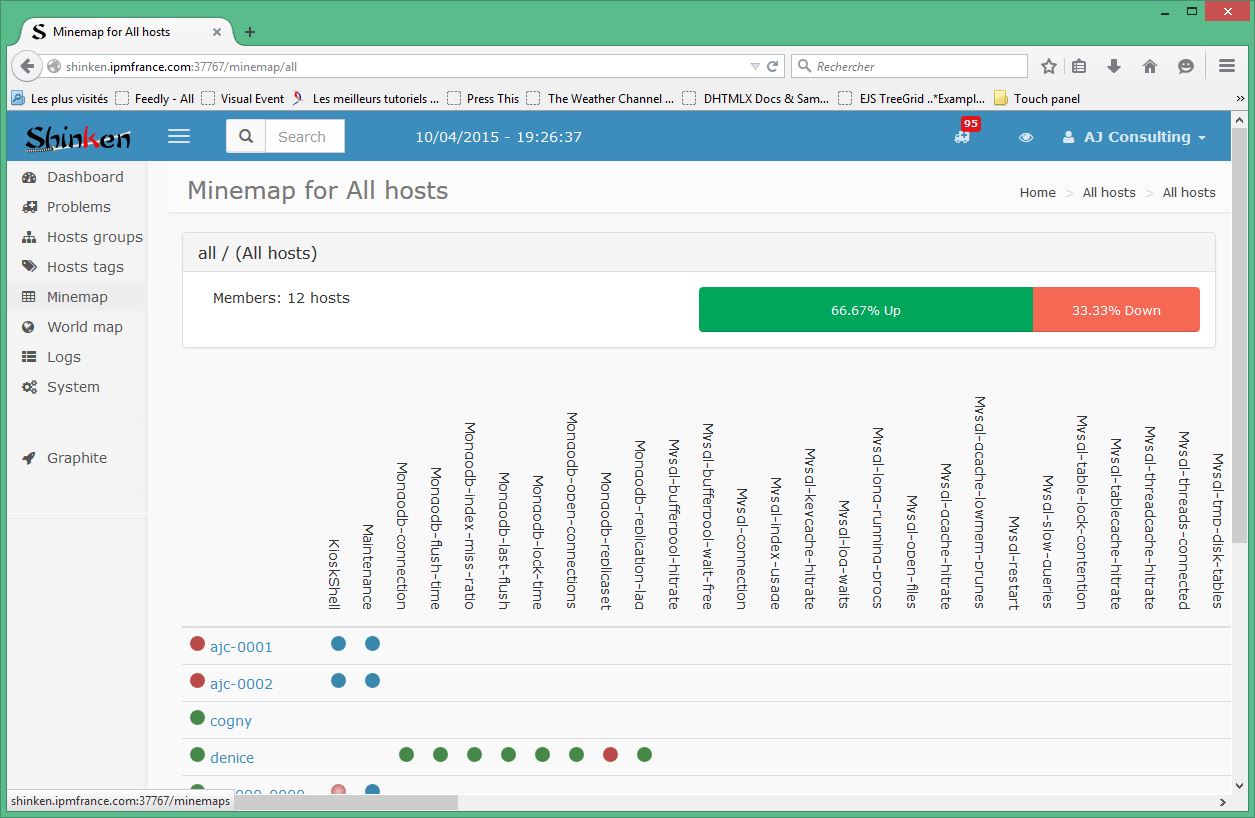 Minemap for All hosts
shinken.ipmfrance.com:37767/minemap/all
Rechercher
Les plus visités
Feedly - All
Visual Event
Les meilleurs tutoriels ...
Press This
The Weather Channel ...
DHTMLX Docs & Sam...
EJS TreeGrid ..*Exampl...
Touch panel
Shinken
Search
10/04/2015 - 19:26:37
95
AJ Consulting
Dashboard
Problems
Hosts groups
Hosts tags
Minemap
World map
Logs
System
Graphite
Minemap for All hosts
Home > All hosts > All hosts
all / (All hosts)
Members: 12 hosts
66.67% Up
33.33% Down
KioskShell
Maintenance
Mongodb-connection
Mongodb-flush-time
Mongodb-index-miss-ratio
Mongodb-last-flush
Mongodb-lock-time
Mongodb-open-connections
Mongodb-replicaset
Mongodb-replication-lag
Mysql-bufferpool-hitrate
Mysql-bufferpool-wait-free
Mysql-connection
Mysql-index-usage
Mysql-keycache-hitrate
Mysql-log-waits
Mysql-long-running-procs
Mysql-open-files
Mysql-qcache-hitrate
Mysql-qcache-lowmem-prunes
Mysql-restart
Mysql-slow-queries
Mysql-table-lock-contention
Mysql-tablecache-hitrate
Mysql-threadcache-hitrate
Mysql-threads-connected
Mysql-tmp-disk-tables
ajc-0001
ajc-0002
cogny
denice
shinken.ipmfrance.com:37767/minemaps